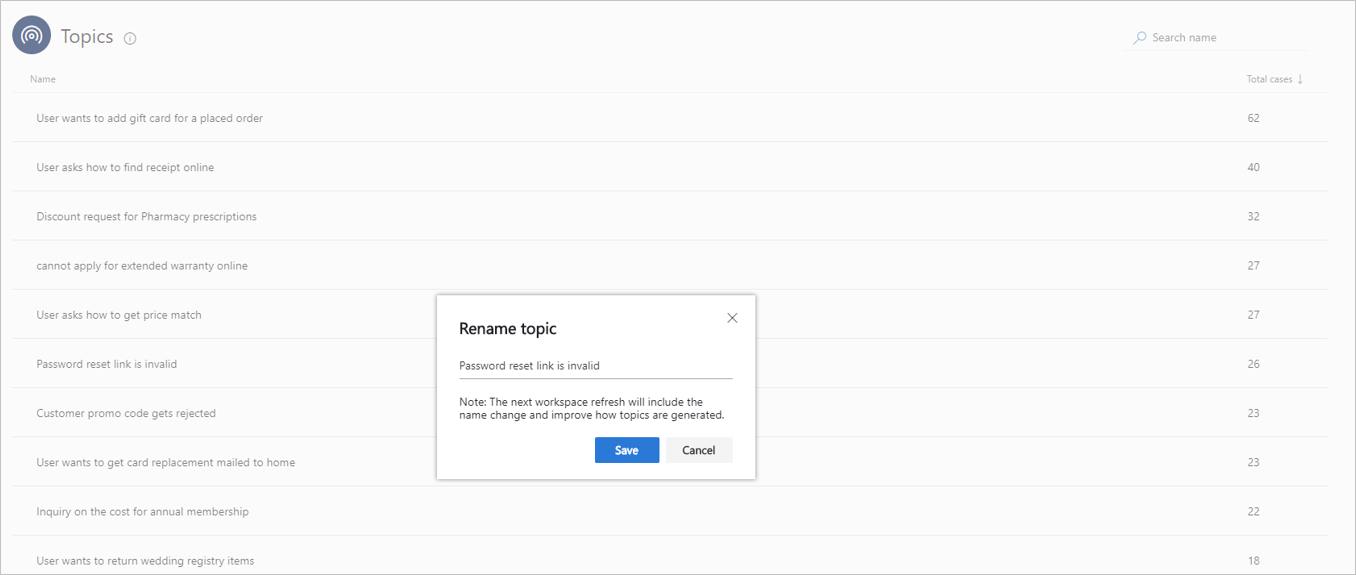 Topics
Search name
Name Total cases ↓
User wants to add gift card for a placed order 62
User asks how to find receipt online 40
Discount request for Pharmacy prescriptions 32
cannot apply for extended warranty online 27
User asks how to get price match 27
Password reset link is invalid 26
Customer promo code gets rejected 23
User wants to get card replacement mailed to home 23
Inquiry on the cost for annual membership 22
User wants to return wedding registry items 18
Rename topic
Password reset link is invalid
Note: The next workspace refresh will include the
name change and improve how topics are generated.
Save Cancel